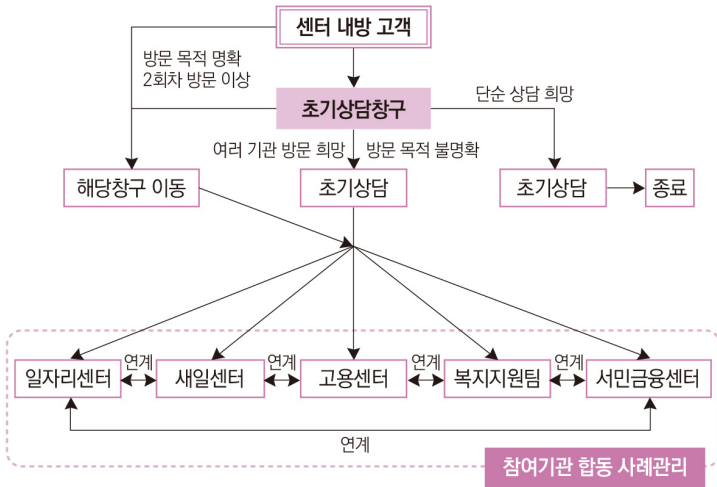 센터 내방 고객
방문 목적 명확
2회차 방문 이상
초기상담창구
단순 상담 희망
여러 기관 방문 희망
방문 목적 불명확
해당창구 이동
초기상담
초기상담
종료
일자리센터
연계
새일센터
연계
고용센터
연계
복지지원팀
연계
서민금융센터
연계
참여기관 합동 사례관리